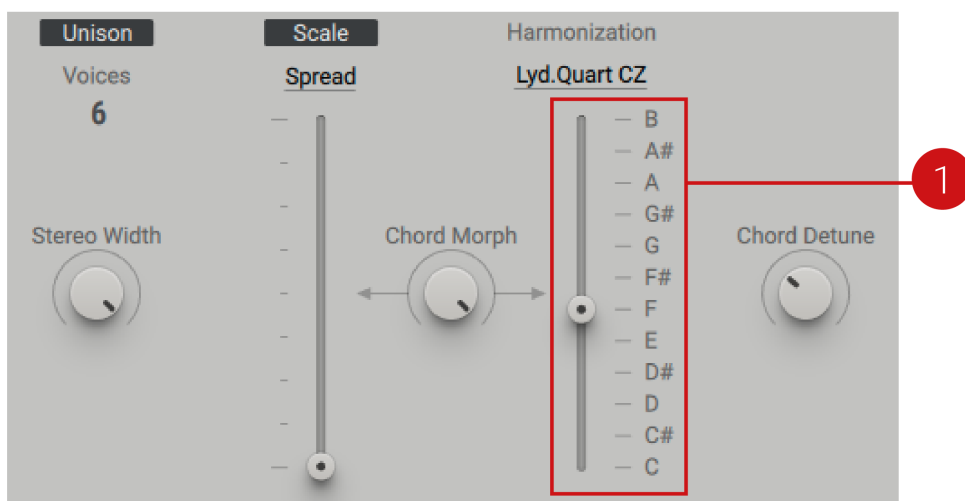 Unison Scale Harmonization
Voices Spread Lyd.Quart CZ
6
B
A#
A
1
G#
Stereo Width Chord Morph G Chord Detune
F#
F
E
D#
D
C#
C